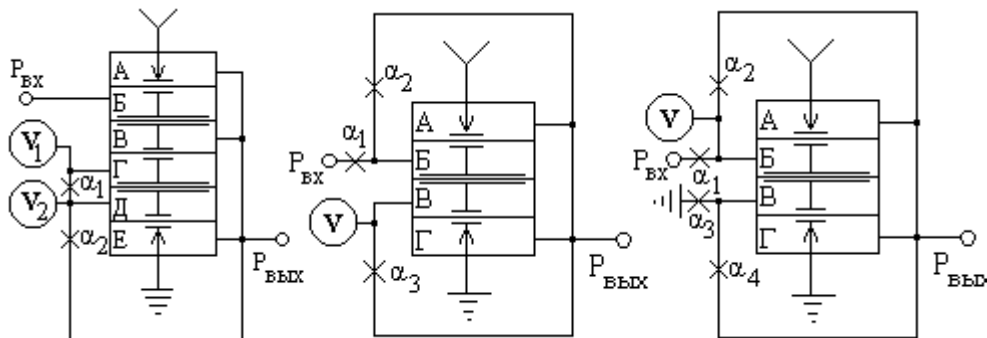 А
Pвх
Б
V1
В
Г
α1
V2
Д
α2
Е
Pвых
α2
α1
А
Pвх
Б
V
В
Г
α3
Pвых
α2
V
А
Pвх
Б
α1
В
α3
Г
α4
Pвых